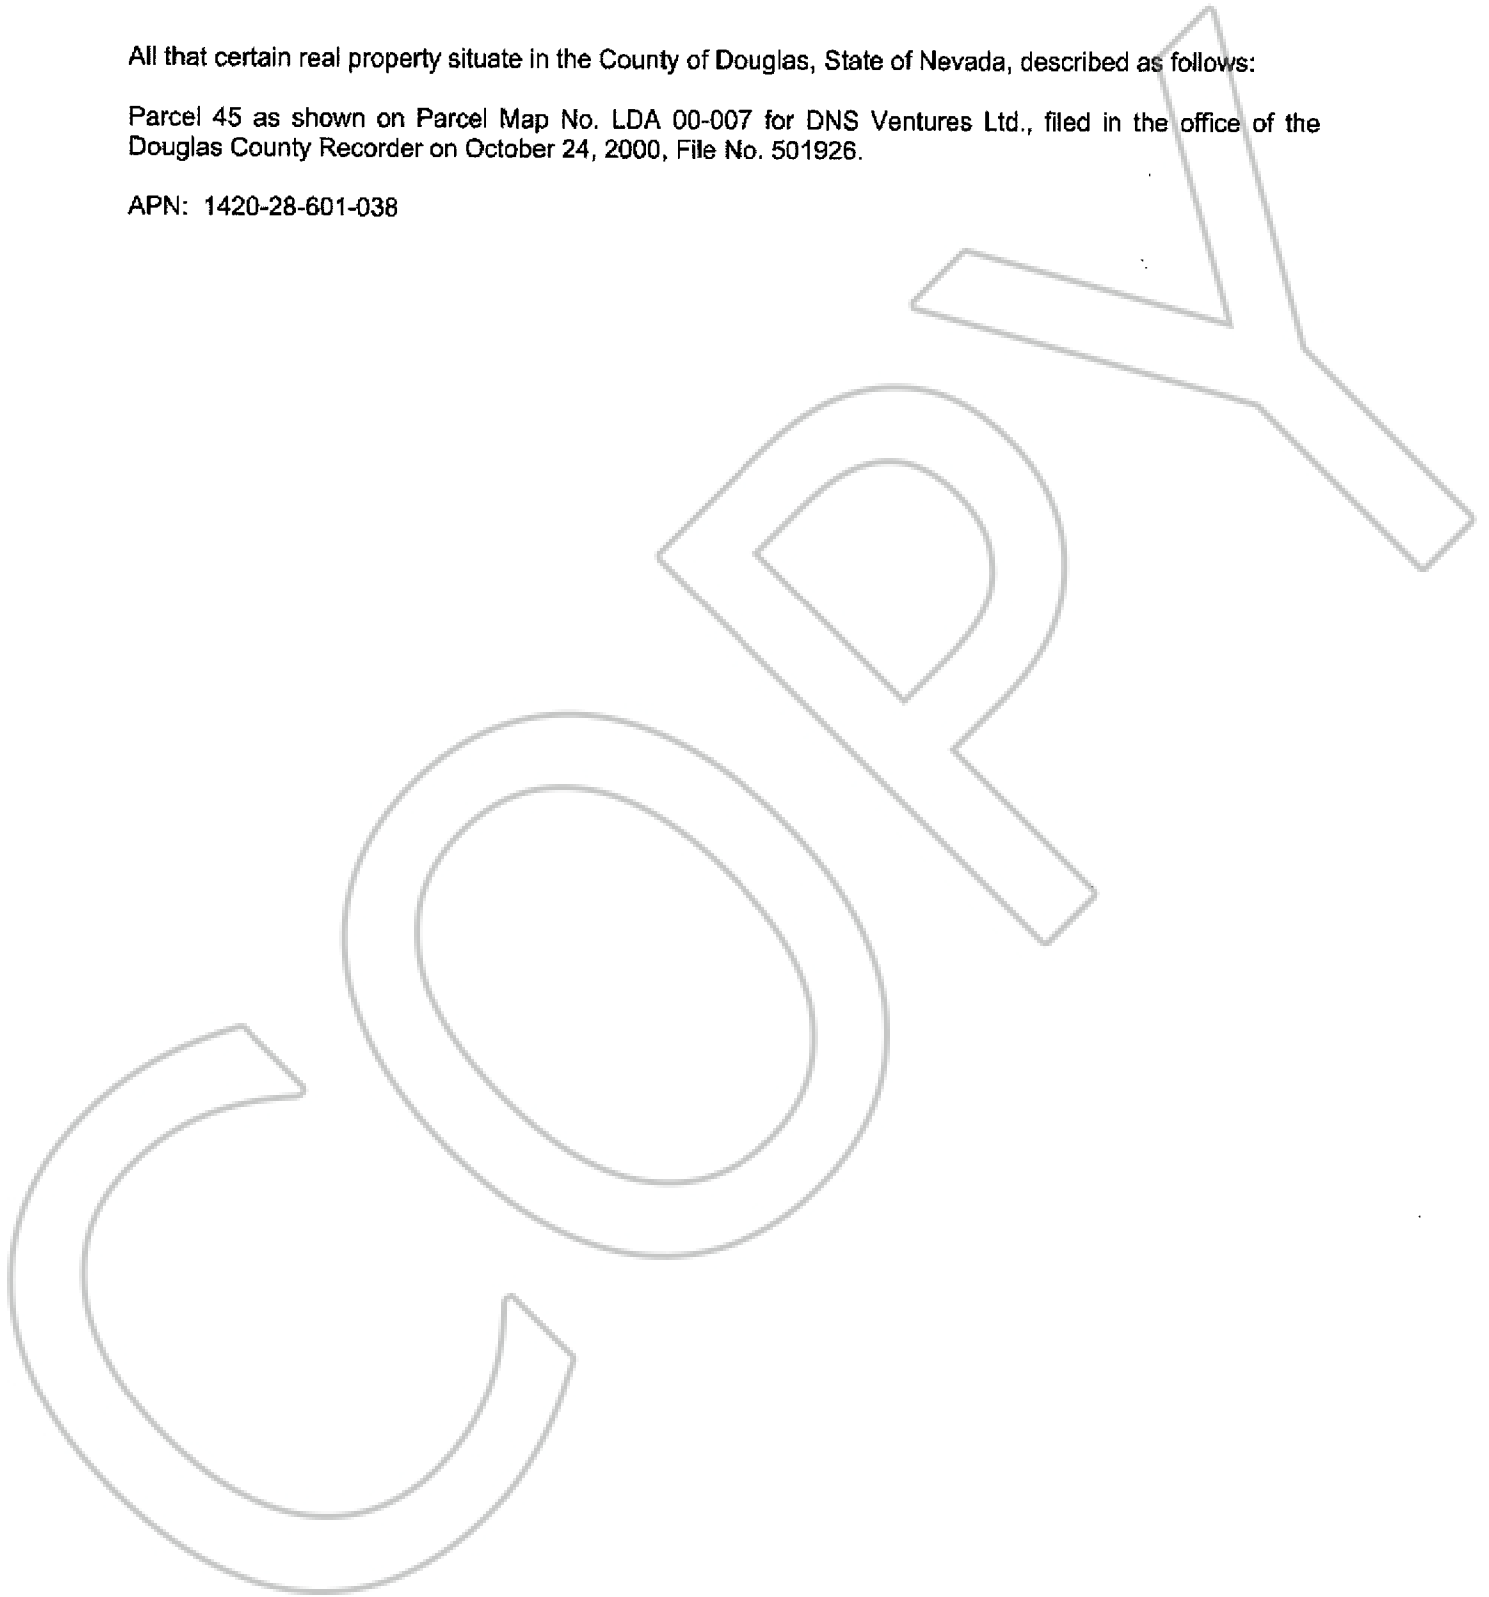 All that certain real property situate in the County of Douglas, State of Nevada, described as follows:
Parcel 45 as shown on Parcel Map No. LDA 00-007 for DNS Ventures Ltd., filed in the office of the
Douglas County Recorder on October 24, 2000, File No. 501926.
APN: 1420-28-601-038
COPY